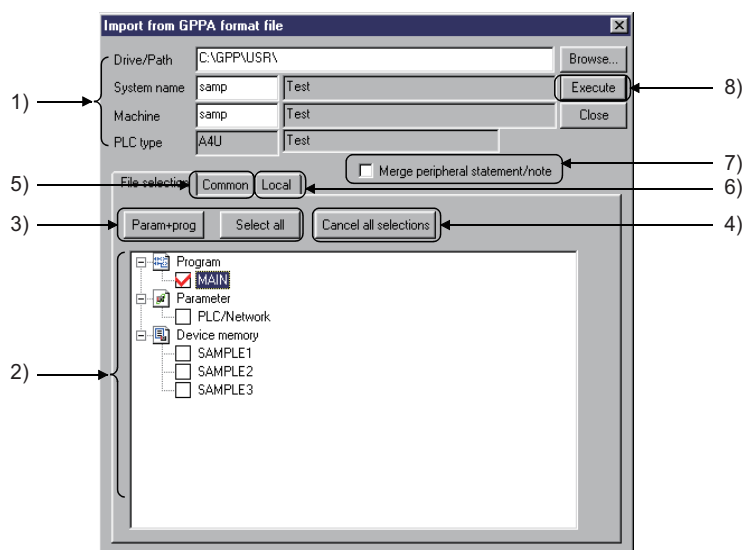 Import from GPPA format file
Drive/Path C:\GPP\USR\ Browse...
1) System name samp Test Execute 8)
Machine samp Test Close
PLC type A4U Test
7) Merge peripheral statement/note
5) File selection Common Local 6)
3) Param+prog Select all Cancel all selections 4)
Program
MAIN
Parameter
PLC/Network
Device memory
SAMPLE1
2) SAMPLE2
SAMPLE3